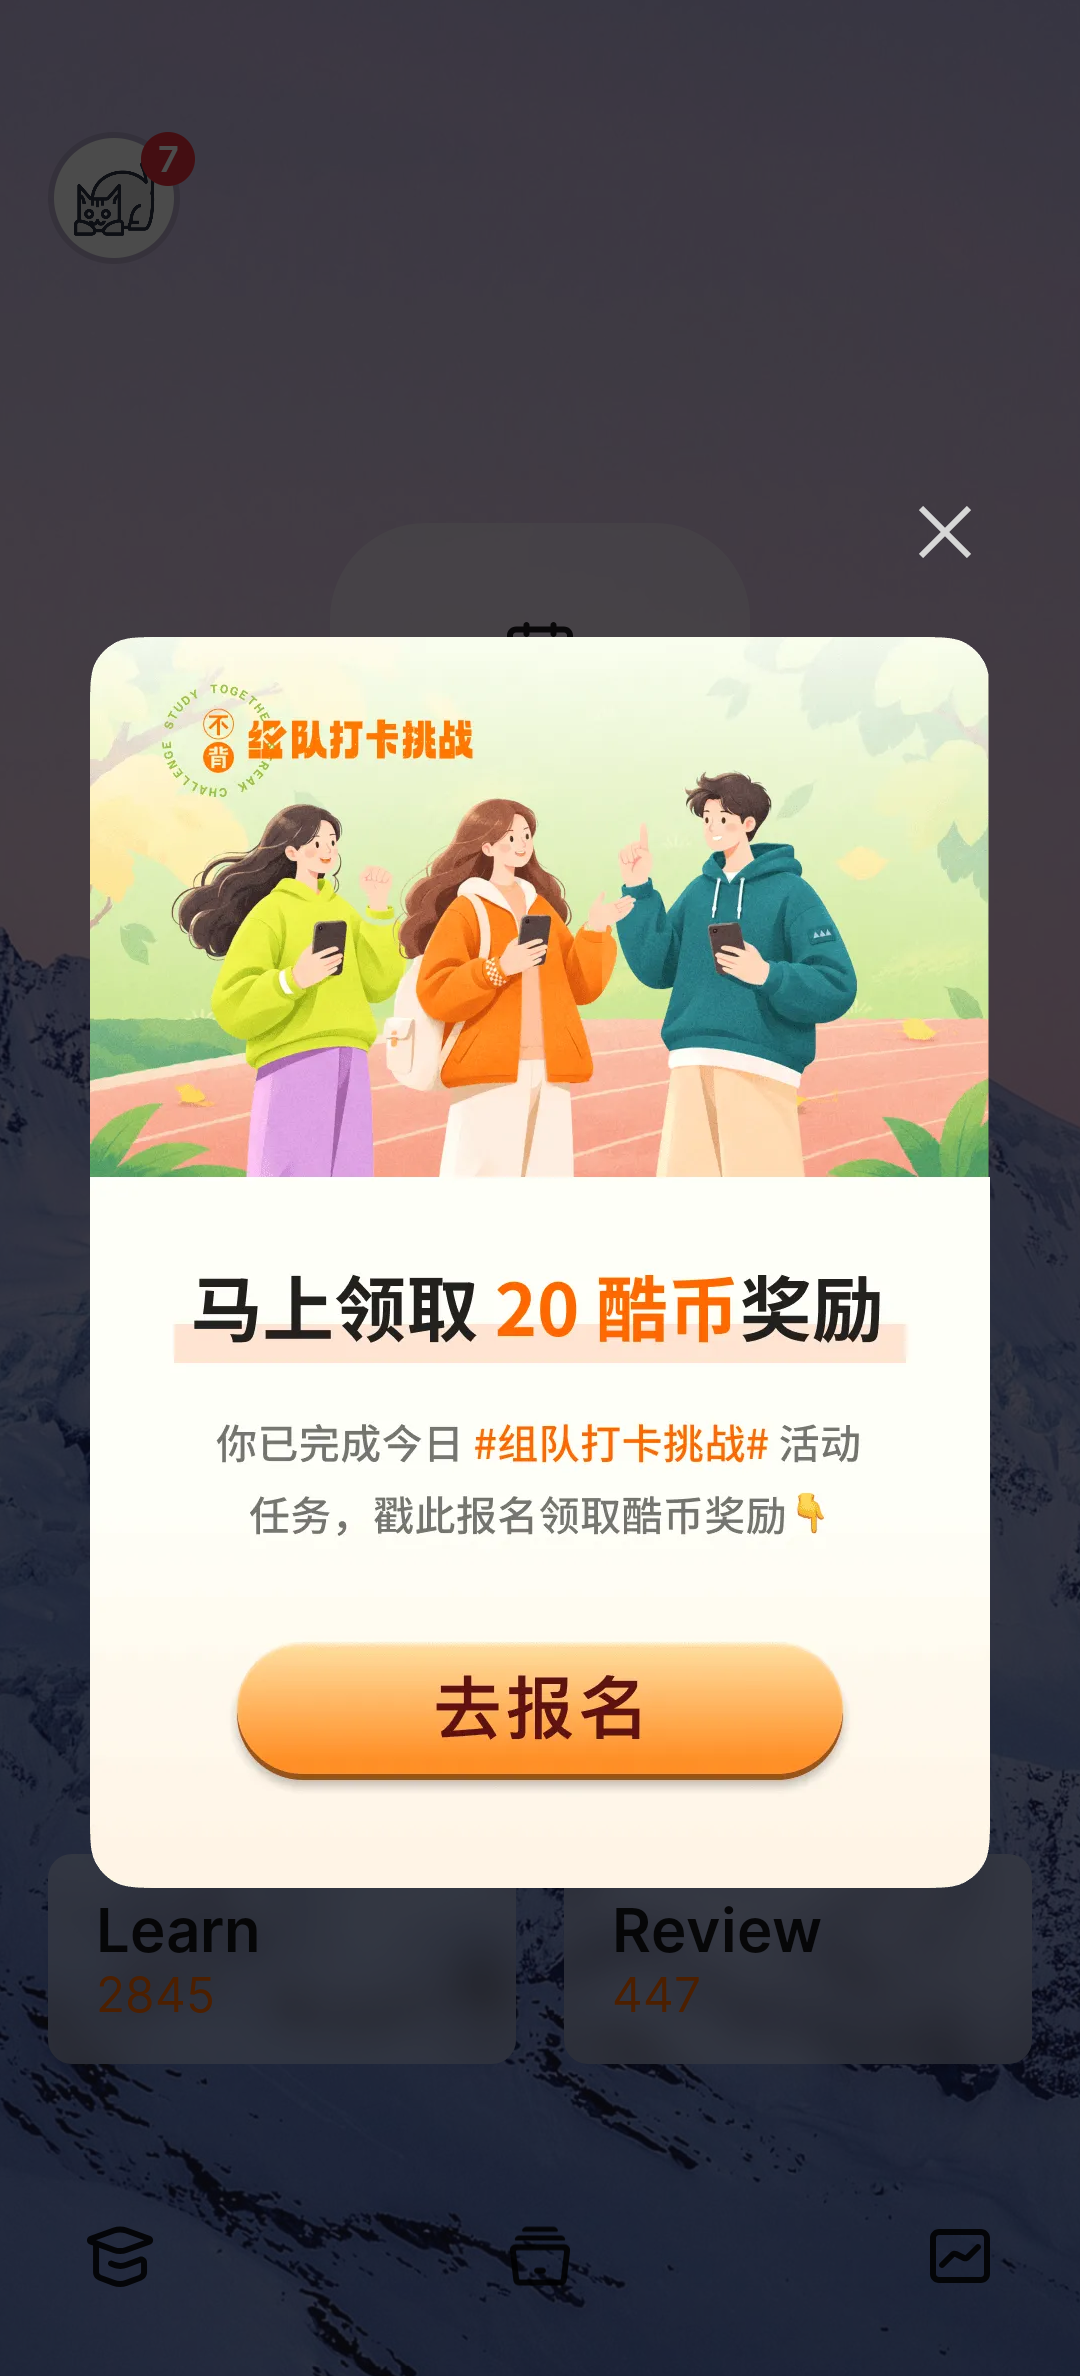 7
STUDY TOGETHER
BREAK CHALLENGE
不背
组队打卡挑战
马上领取 20 酷币奖励
你已完成今日 #组队打卡挑战# 活动
任务，戳此报名领取酷币奖励👇
去报名
Learn
2845
Review
447